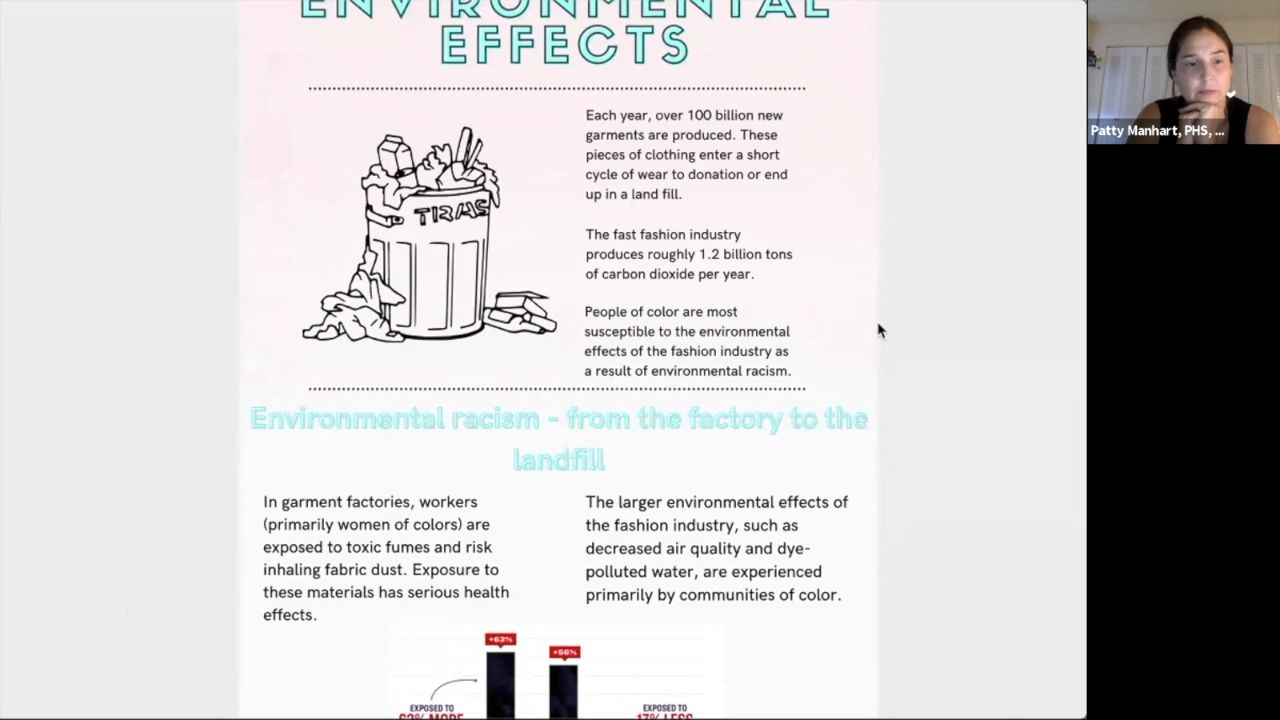 ENVIRONMENTAL
EFFECTS
Each year, over 100 billion new
garments are produced. These
pieces of clothing enter a short
cycle of wear to donation or end
up in a land fill.
TRAS
The fast fashion industry
produces roughly 1.2 billion tons
of carbon dioxide per year.
People of color are most
susceptible to the environmental
effects of the fashion industry as
a result of environmental racism.
Environmental racism - from the factory to the
landfill
In garment factories, workers
(primarily women of colors) are
exposed to toxic fumes and risk
inhaling fabric dust. Exposure to
these materials has serious health
effects.
The larger environmental effects of
the fashion industry, such as
decreased air quality and dye-
polluted water, are experienced
primarily by communities of color.
+63%
+56%
EXPOSED TO
63% MORE
EXPOSED TO
17% LESS
Patty Manhart, PHS, ...